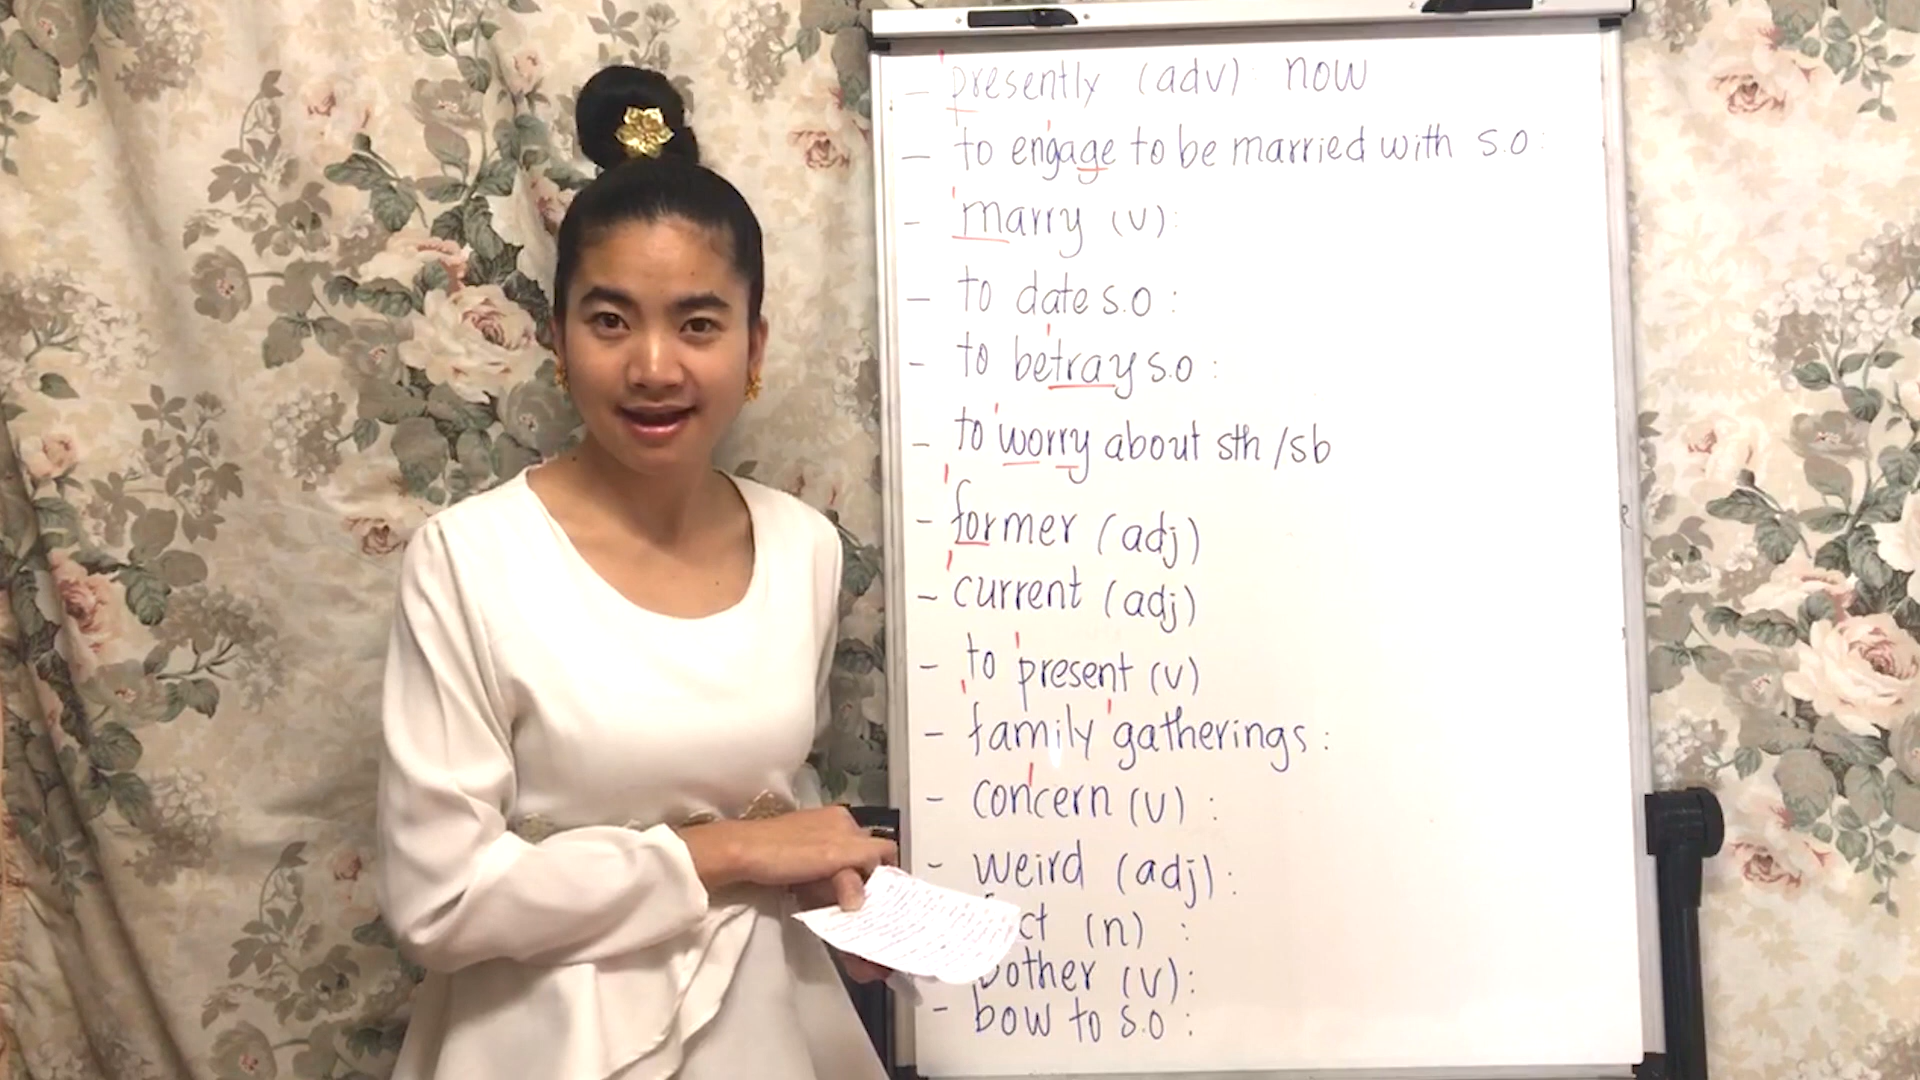 - presently (adv): now
- to engage to be married with s.o:
- marry (v):
- to date s.o :
- to betray s.o :
- to worry about sth /sb
- former (adj)
- current (adj)
- to present (v)
- family gatherings :
- concern (v) :
- weird (adj) :
(n) :
bother (v):
- bow to s.o :